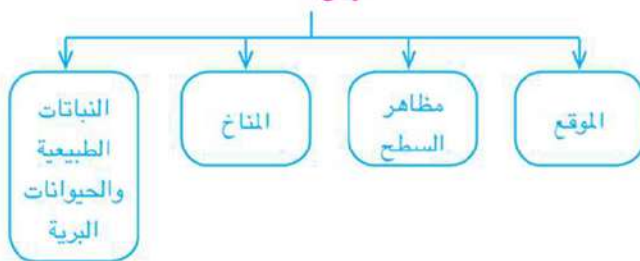 الموقع
مظاهر
السطح
المناخ
النباتات
الطبيعية
والحيوانات
البرية